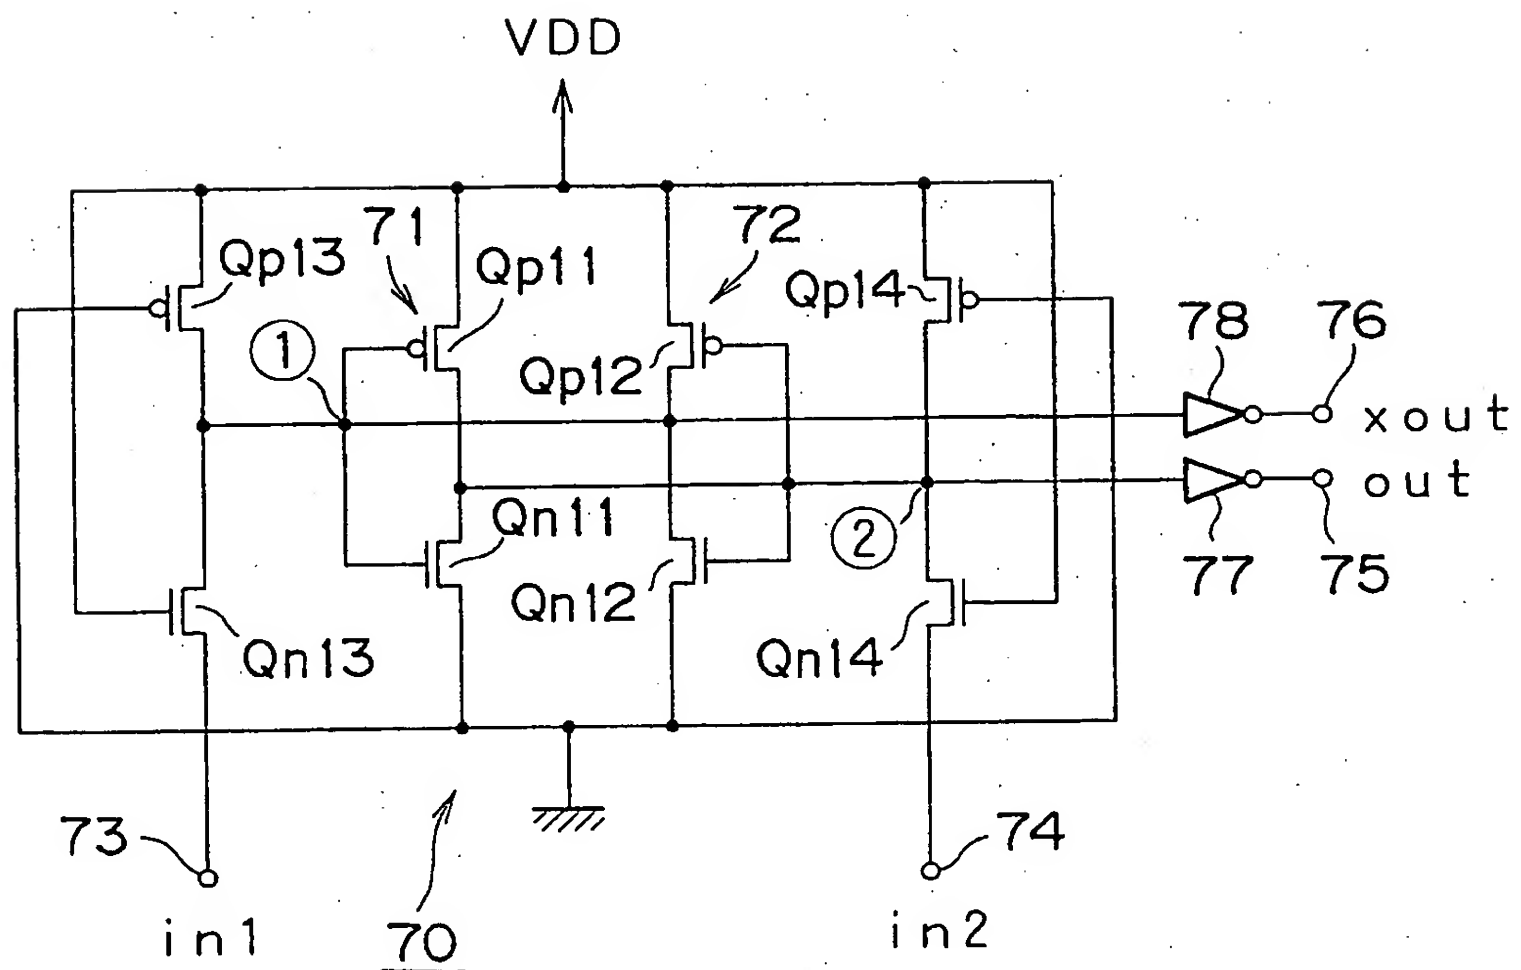 VDD
71
72
Qp13
Qp11
Qp14
78
76
①
Qp12
xout
out
Qn11
②
Qn12
77
75
Qn13
Qn14
73
74
in1
70
in2